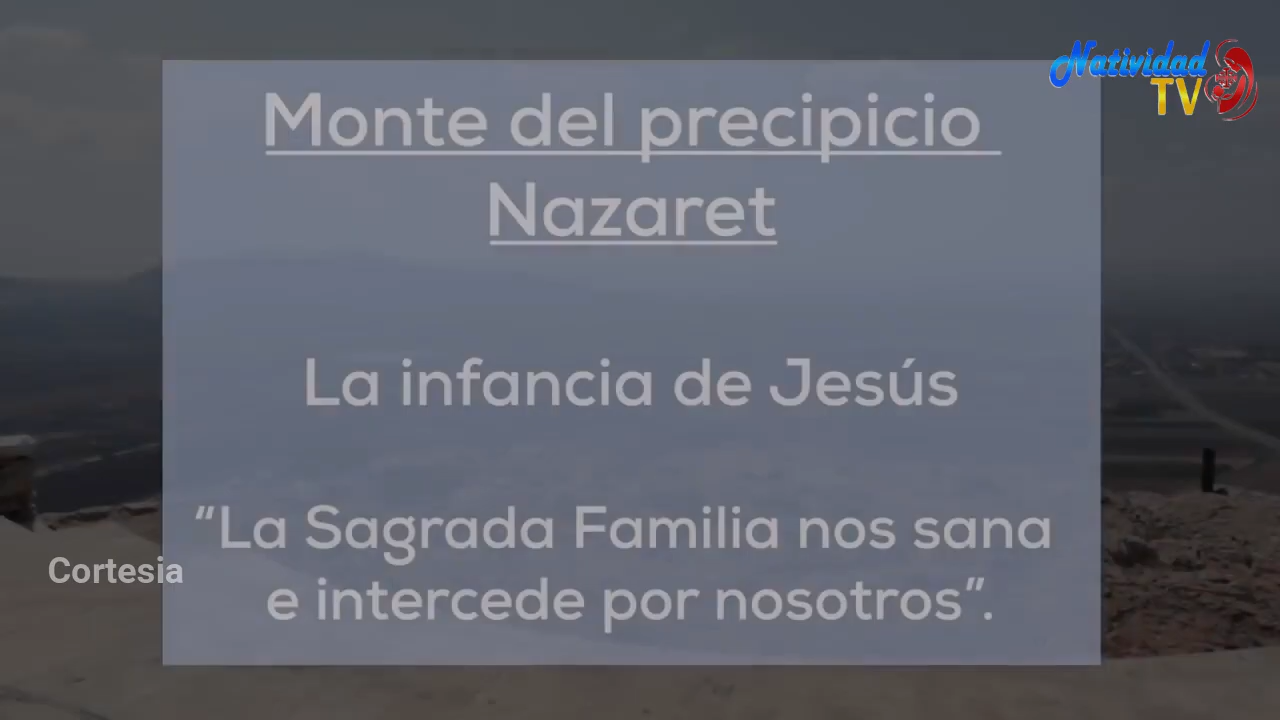 Natividad
TV
Monte del precipicio
Nazaret
La infancia de Jesús
“La Sagrada Familia nos sana
e intercede por nosotros”.
Cortesia